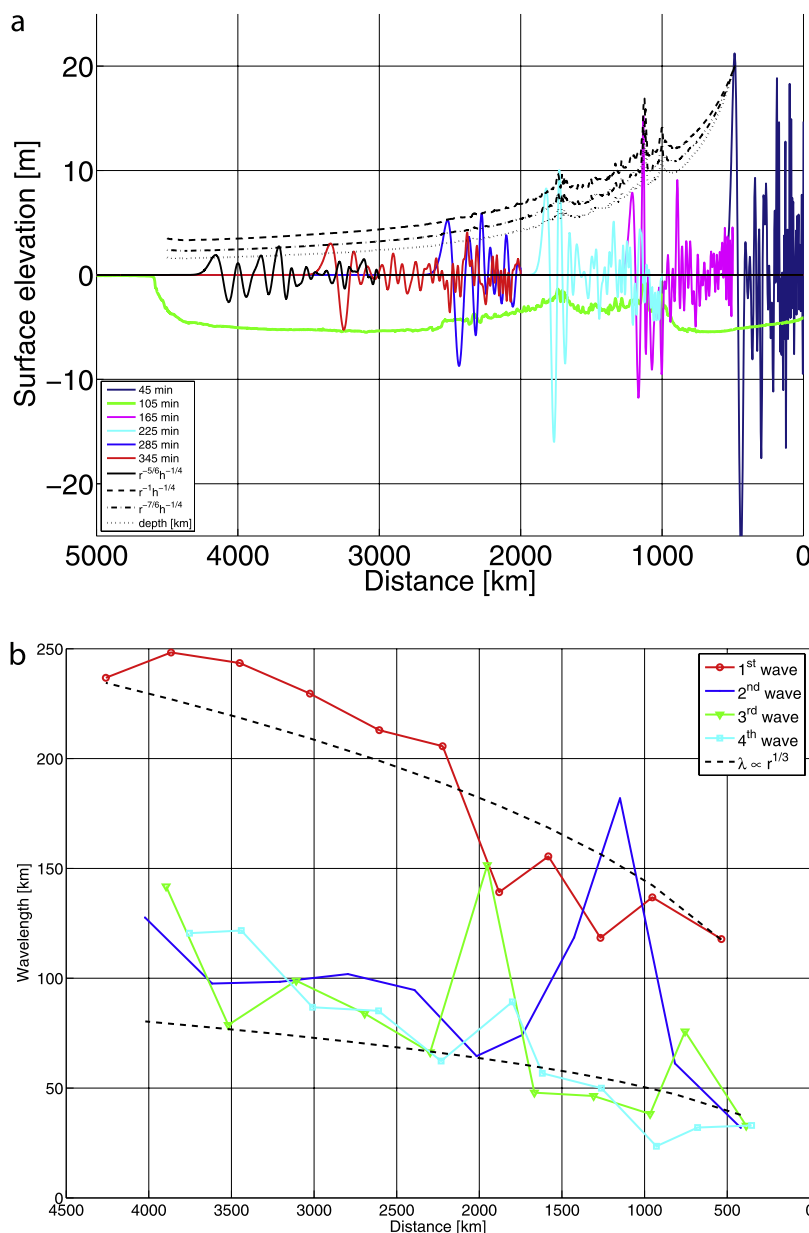 a
Surface elevation [m]
20
10
0
−10
−20
45 min
105 min
165 min
225 min
285 min
345 min
r^{-5/6}h^{-1/4}
r^{-1}h^{-1/4}
r^{-7/6}h^{-1/4}
depth [km]
5000 4000 3000 2000 1000 0
Distance [km]
b
Wavelength [km]
250
200
150
100
50
0
1st wave
2nd wave
3rd wave
4th wave
λ ∝ r^{1/3}
4500 4000 3500 3000 2500 2000 1500 1000 500 0
Distance [km]